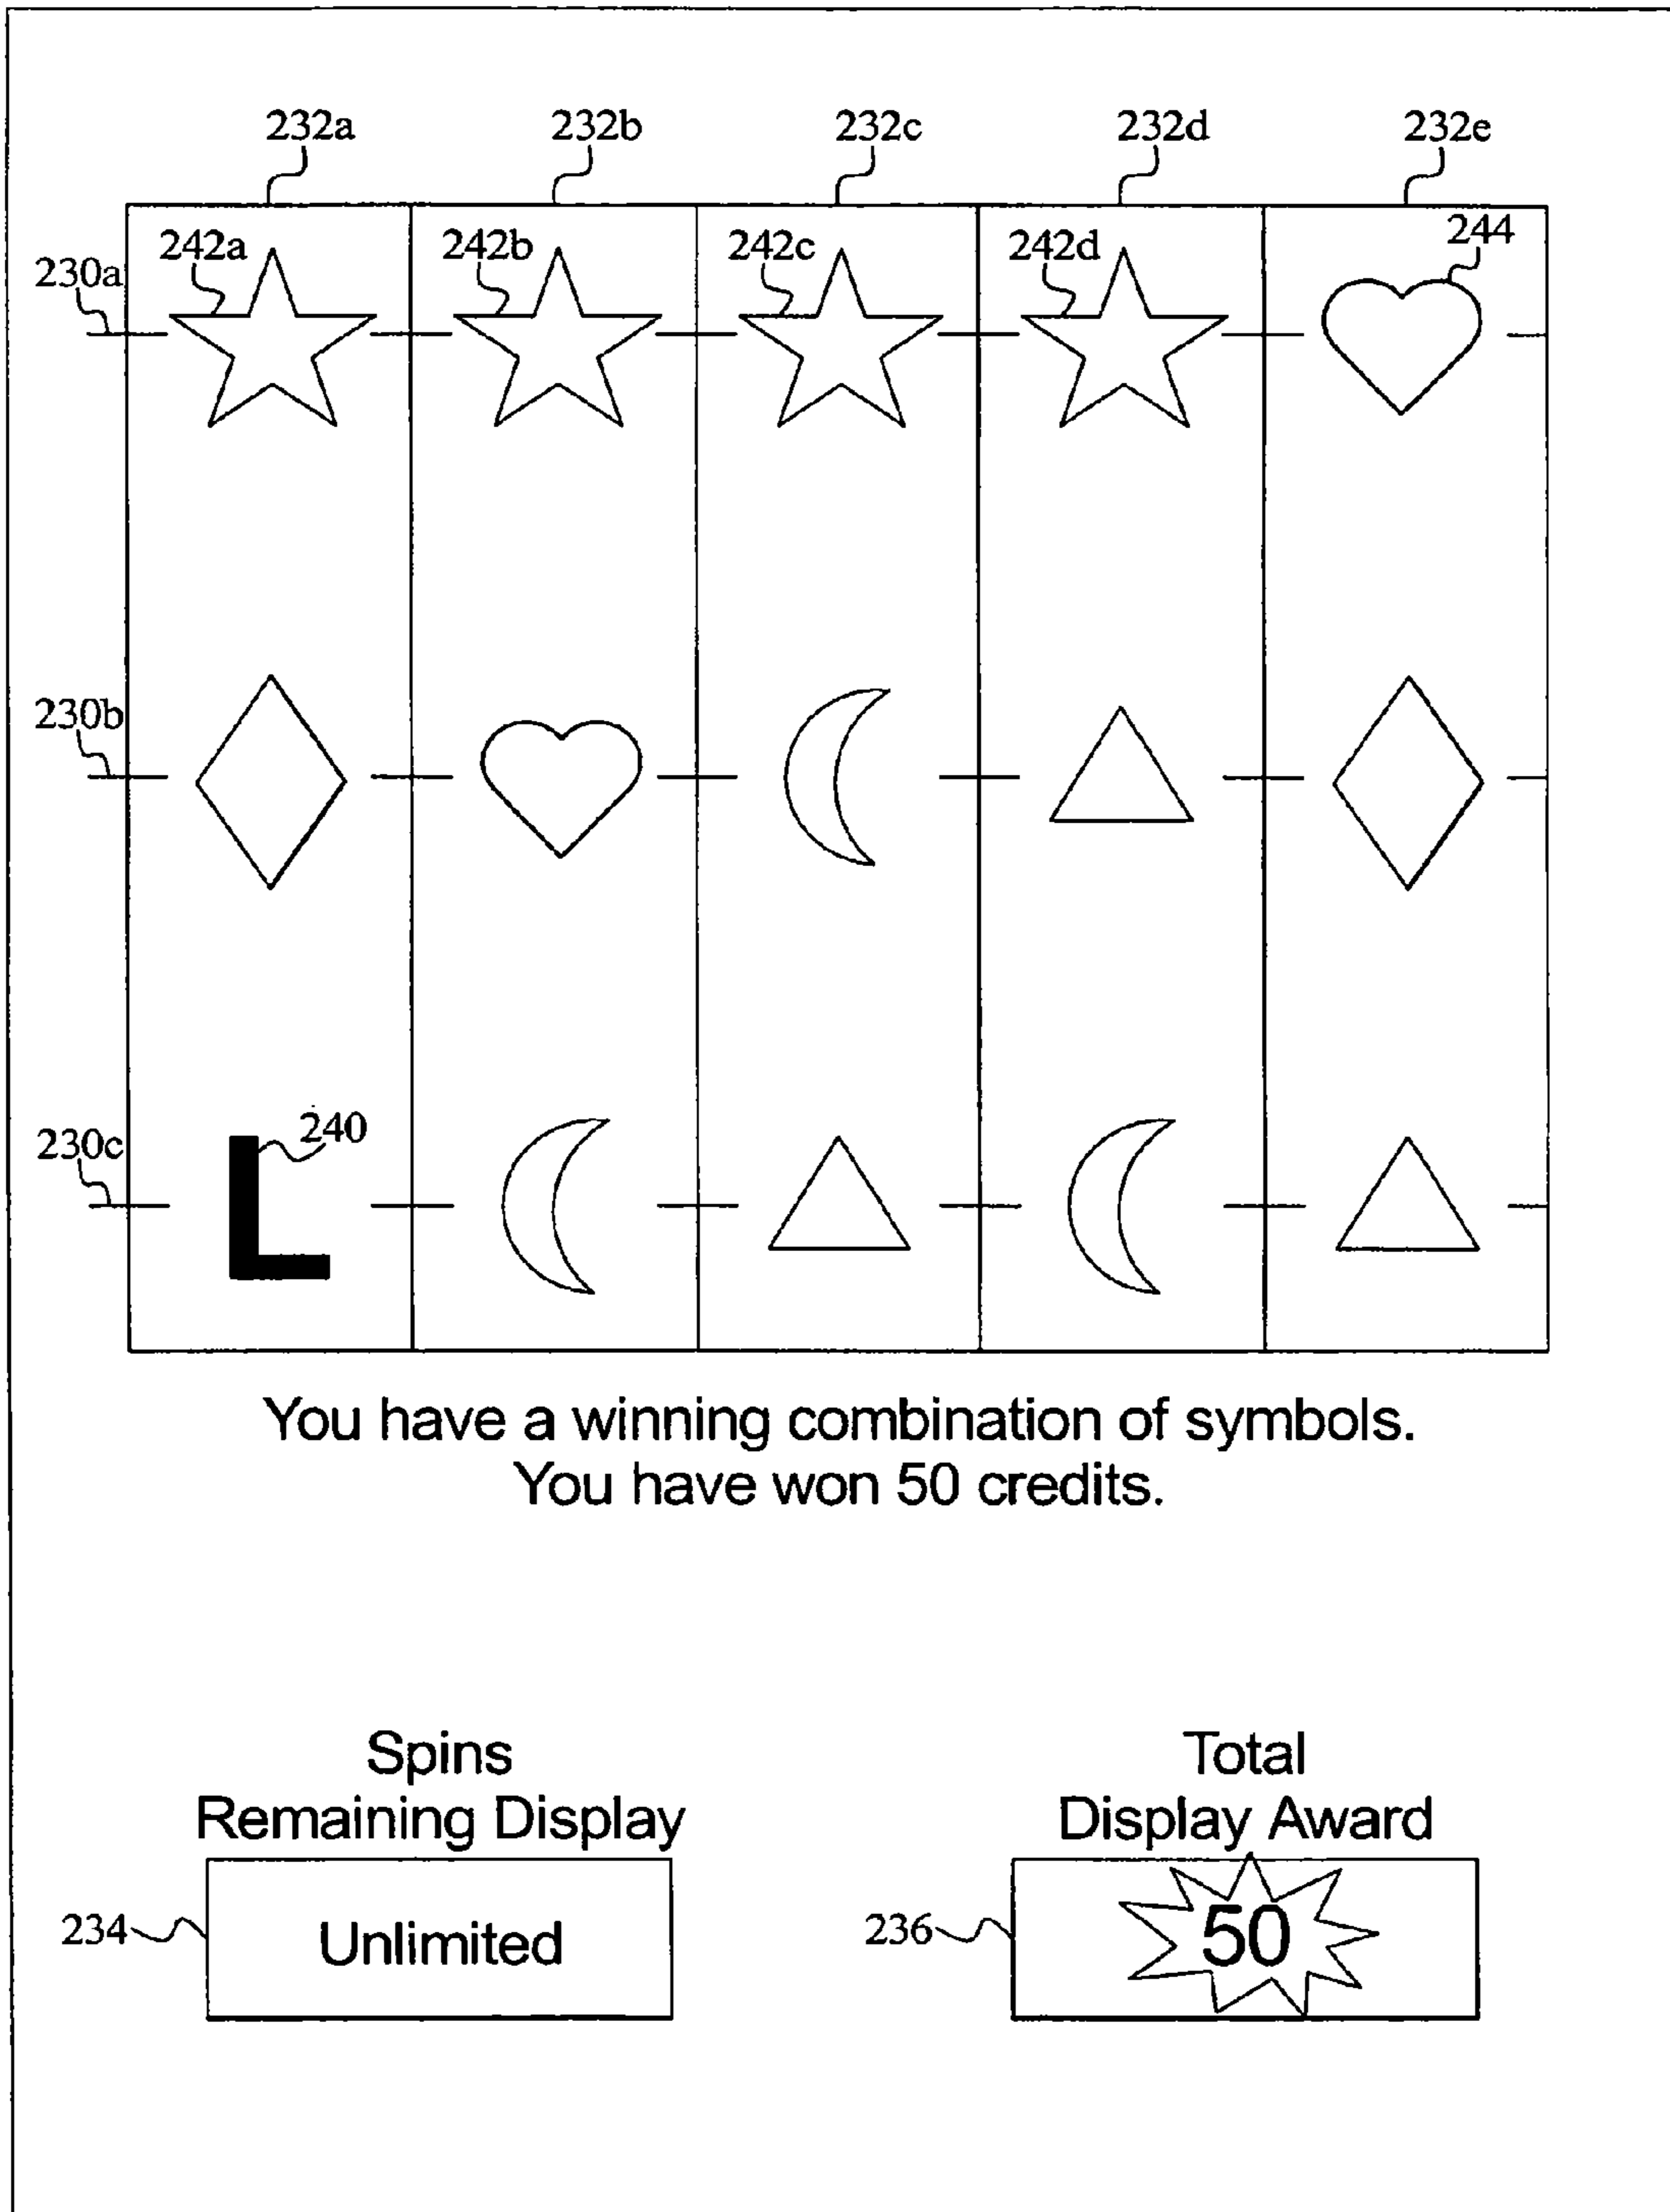 232a 232b 232c 232d 232e
242a 242b 242c 242d 244
230a
230b
230c L 240
You have a winning combination of symbols.
You have won 50 credits.
Spins
Remaining Display
Total
Display Award
234 Unlimited
236 50